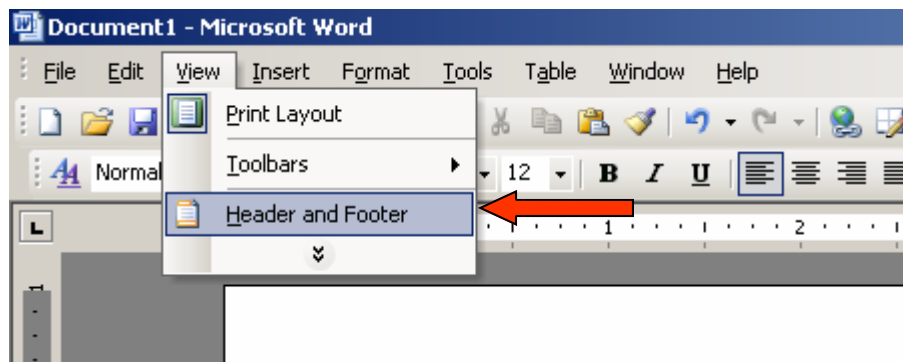 Document1 - Microsoft Word
File Edit View Insert Format Tools Table Window Help
Print Layout
Normal 12 B I U
Toolbars
Header and Footer
L 1 2